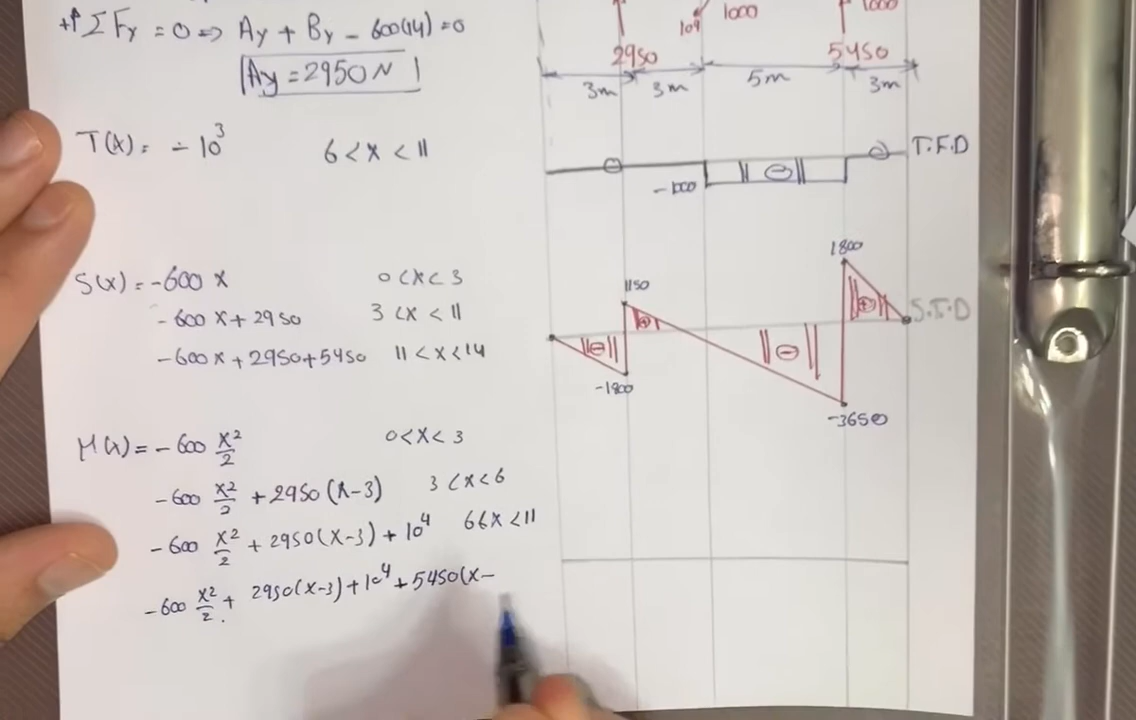 +↑ΣFy = 0 => Ay + By - 600(14) = 0
Ay = 2950 N
T(x) = - 10³ 6 < x < 11
S(x) = -600 x 0 < x < 3
-600 x + 2950 3 < x < 11
-600 x + 2950 + 5450 11 < x < 14
M(x) = -600 x²/2 0 < x < 3
-600 x²/2 + 2950 (x-3) 3 < x < 6
-600 x²/2 + 2950(x-3) + 10⁴ 6 < x < 11
-600 x²/2 + 2950(x-3) + 10⁴ + 5450(x-
1000
1000
10⁴
2950
5450
3m 3m 5m 3m
T.F.D
-1000
⊖
1800
1150
⊕
⊕
S.F.D
⊖
⊖
-1800
-3650